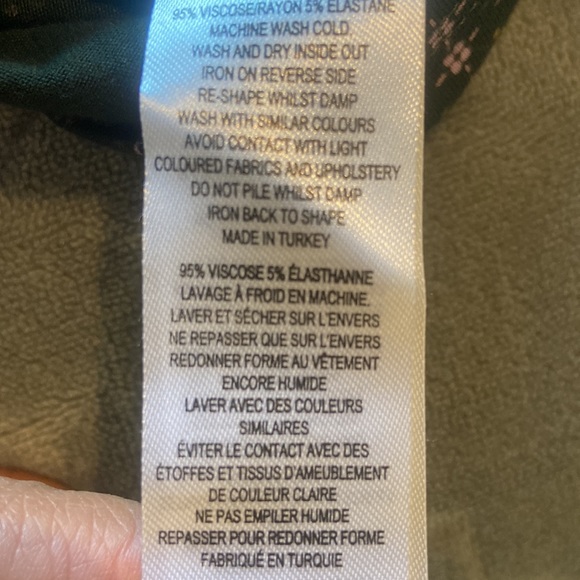 95% VISCOSE/RAYON 5% ELASTANE
MACHINE WASH COLD.
WASH AND DRY INSIDE OUT
IRON ON REVERSE SIDE
RE-SHAPE WHILST DAMP
WASH WITH SIMILAR COLOURS
AVOID CONTACT WITH LIGHT
COLOURED FABRICS AND UPHOLSTERY
DO NOT PILE WHILST DAMP
IRON BACK TO SHAPE
MADE IN TURKEY
95% VISCOSE 5% ÉLASTHANNE
LAVAGE À FROID EN MACHINE.
LAVER ET SÉCHER SUR L'ENVERS
NE REPASSER QUE SUR L'ENVERS
REDONNER FORME AU VÊTEMENT
ENCORE HUMIDE
LAVER AVEC DES COULEURS
SIMILAIRES
ÉVITER LE CONTACT AVEC DES
ÉTOFFES ET TISSUS D'AMEUBLEMENT
DE COULEUR CLAIRE
NE PAS EMPILER HUMIDE
REPASSER POUR REDONNER FORME
FABRIQUÉ EN TURQUIE